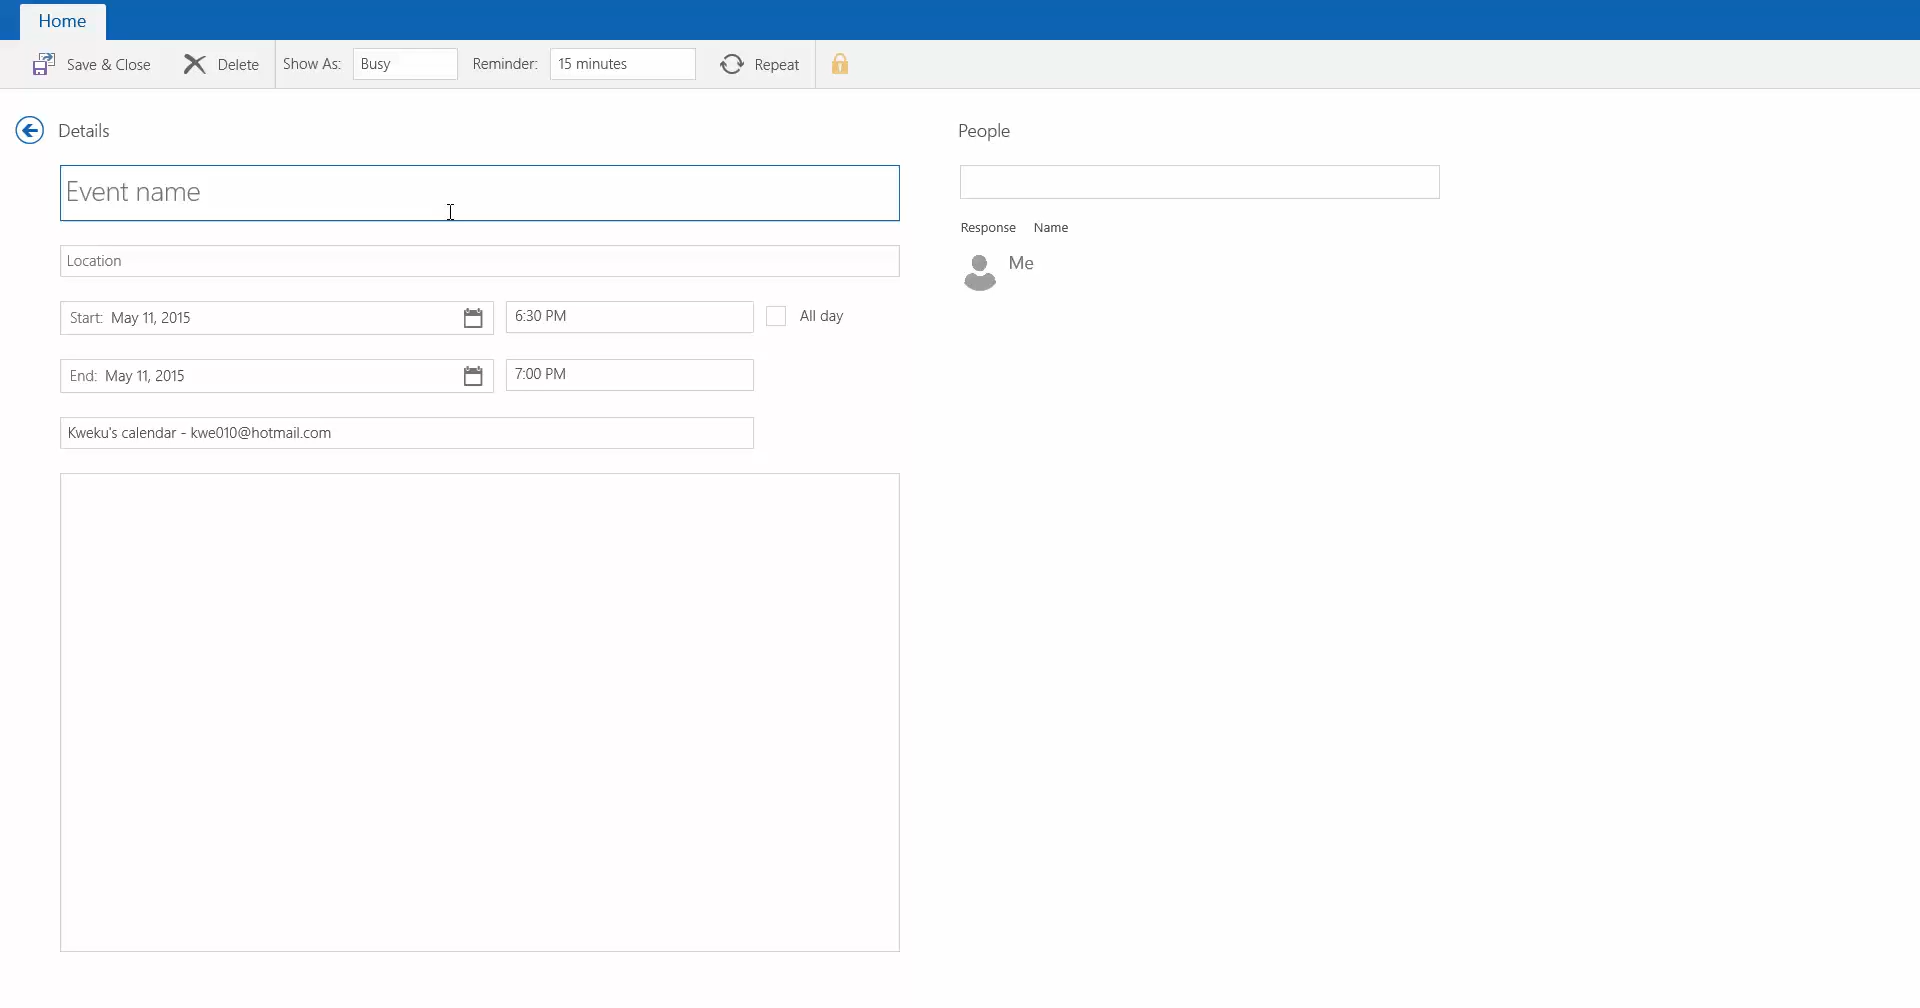 Home
Save & Close Delete Show As: Busy Reminder: 15 minutes Repeat
Details
Event name
Location
Start: May 11, 2015 6:30 PM All day
End: May 11, 2015 7:00 PM
Kweku's calendar - kwe010@hotmail.com
People
Response Name
Me